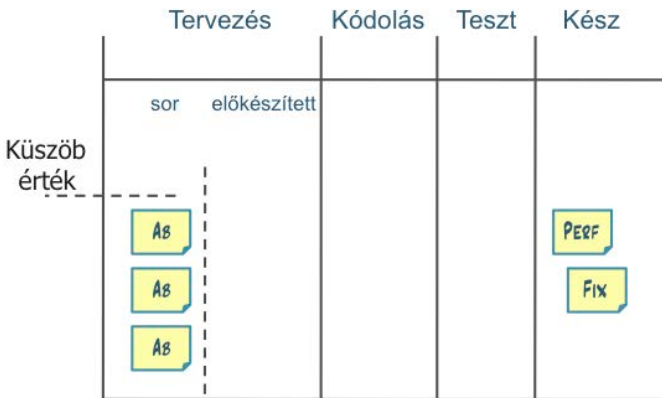 Tervezés Kódolás Teszt Kész
sor előkészített
Küszöb
érték
AB
PERF
AB
FIX
AB